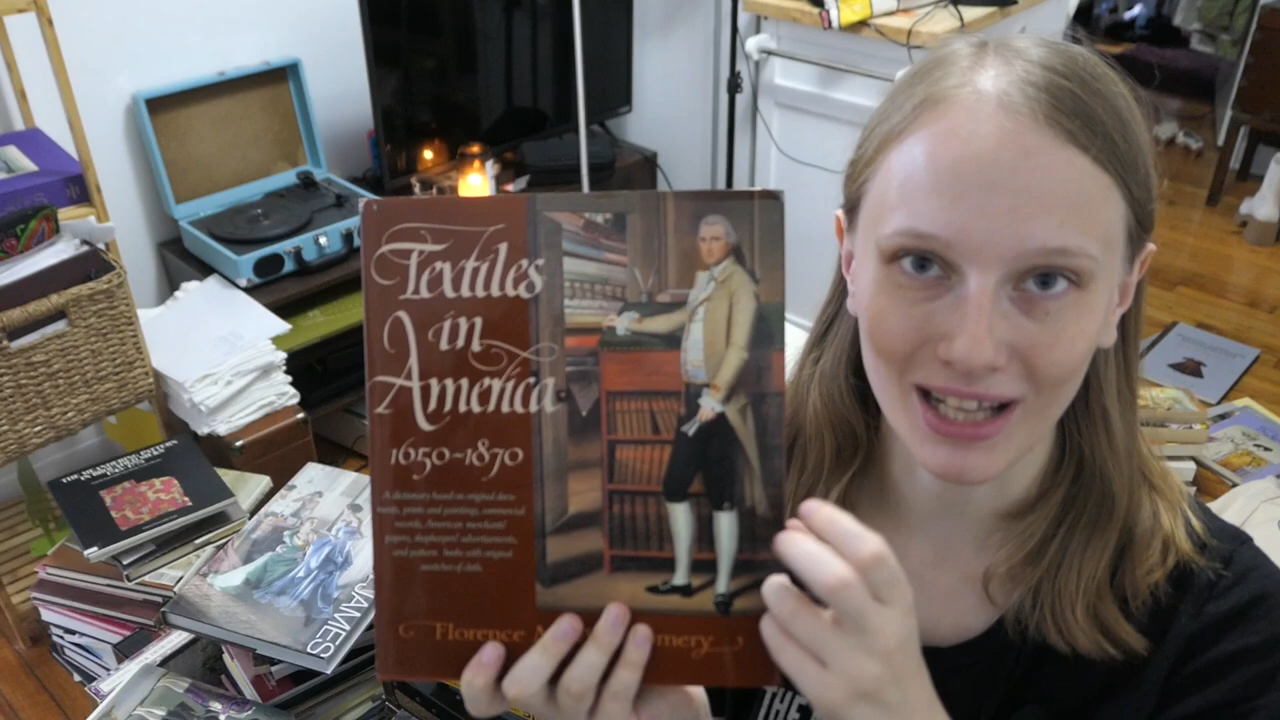 Textiles
in
America
1650-1870
A dictionary based on original docu-
ments, prints and paintings, commercial
records, American merchants'
papers, shopkeepers' advertisements,
and pattern books with original
swatches of cloth.
Florence
mery
JAMES
THE